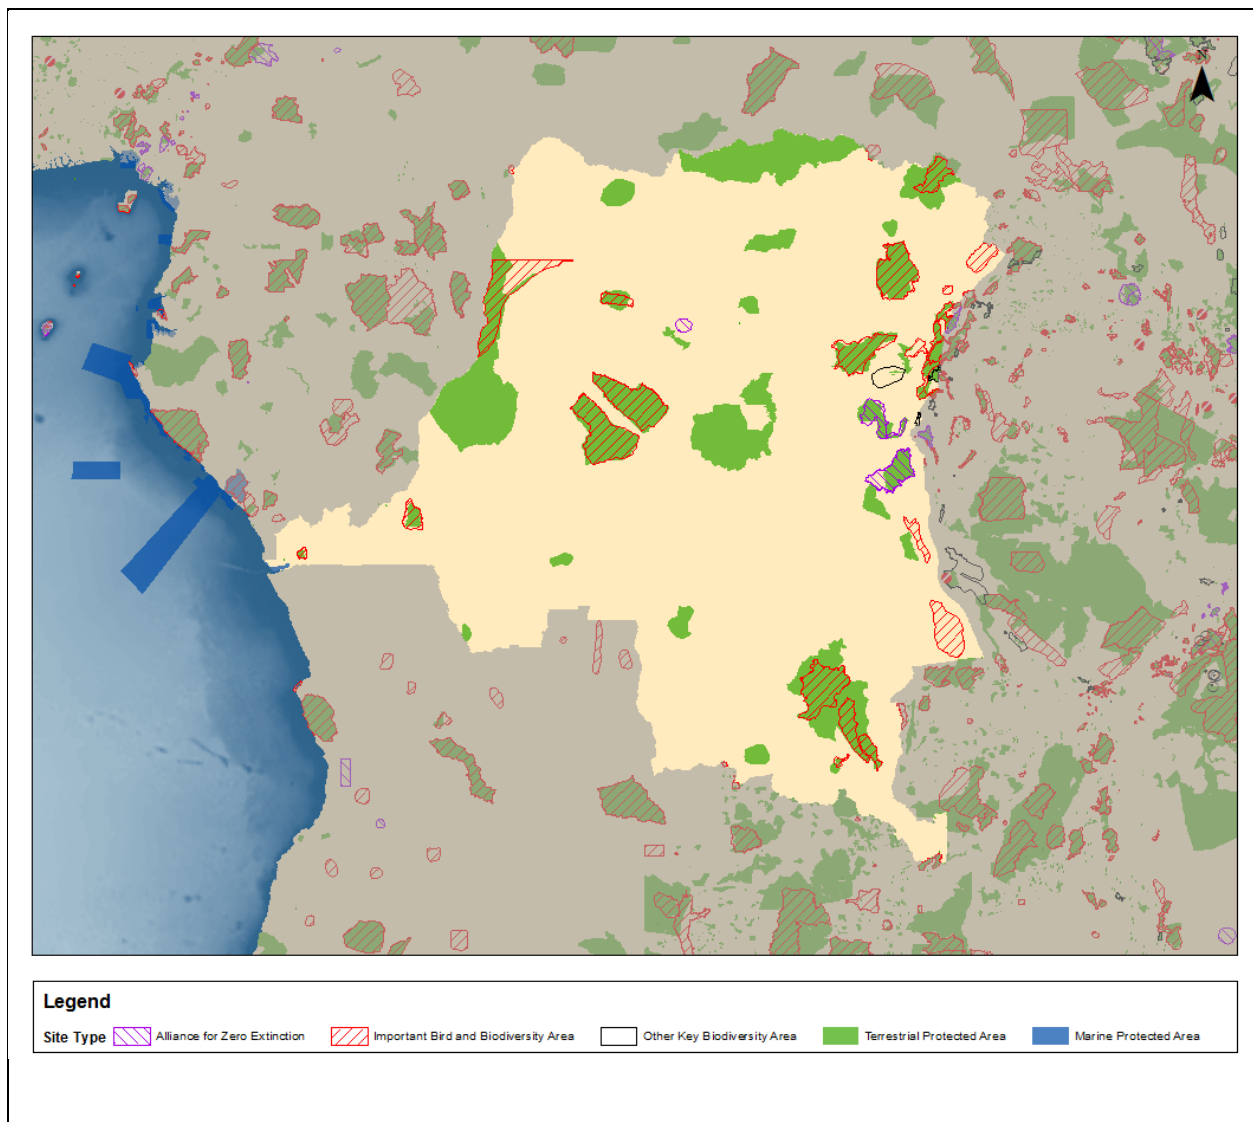 N
Legend
Site Type Alliance for Zero Extinction Important Bird and Biodiversity Area Other Key Biodiversity Area Terrestrial Protected Area Marine Protected Area